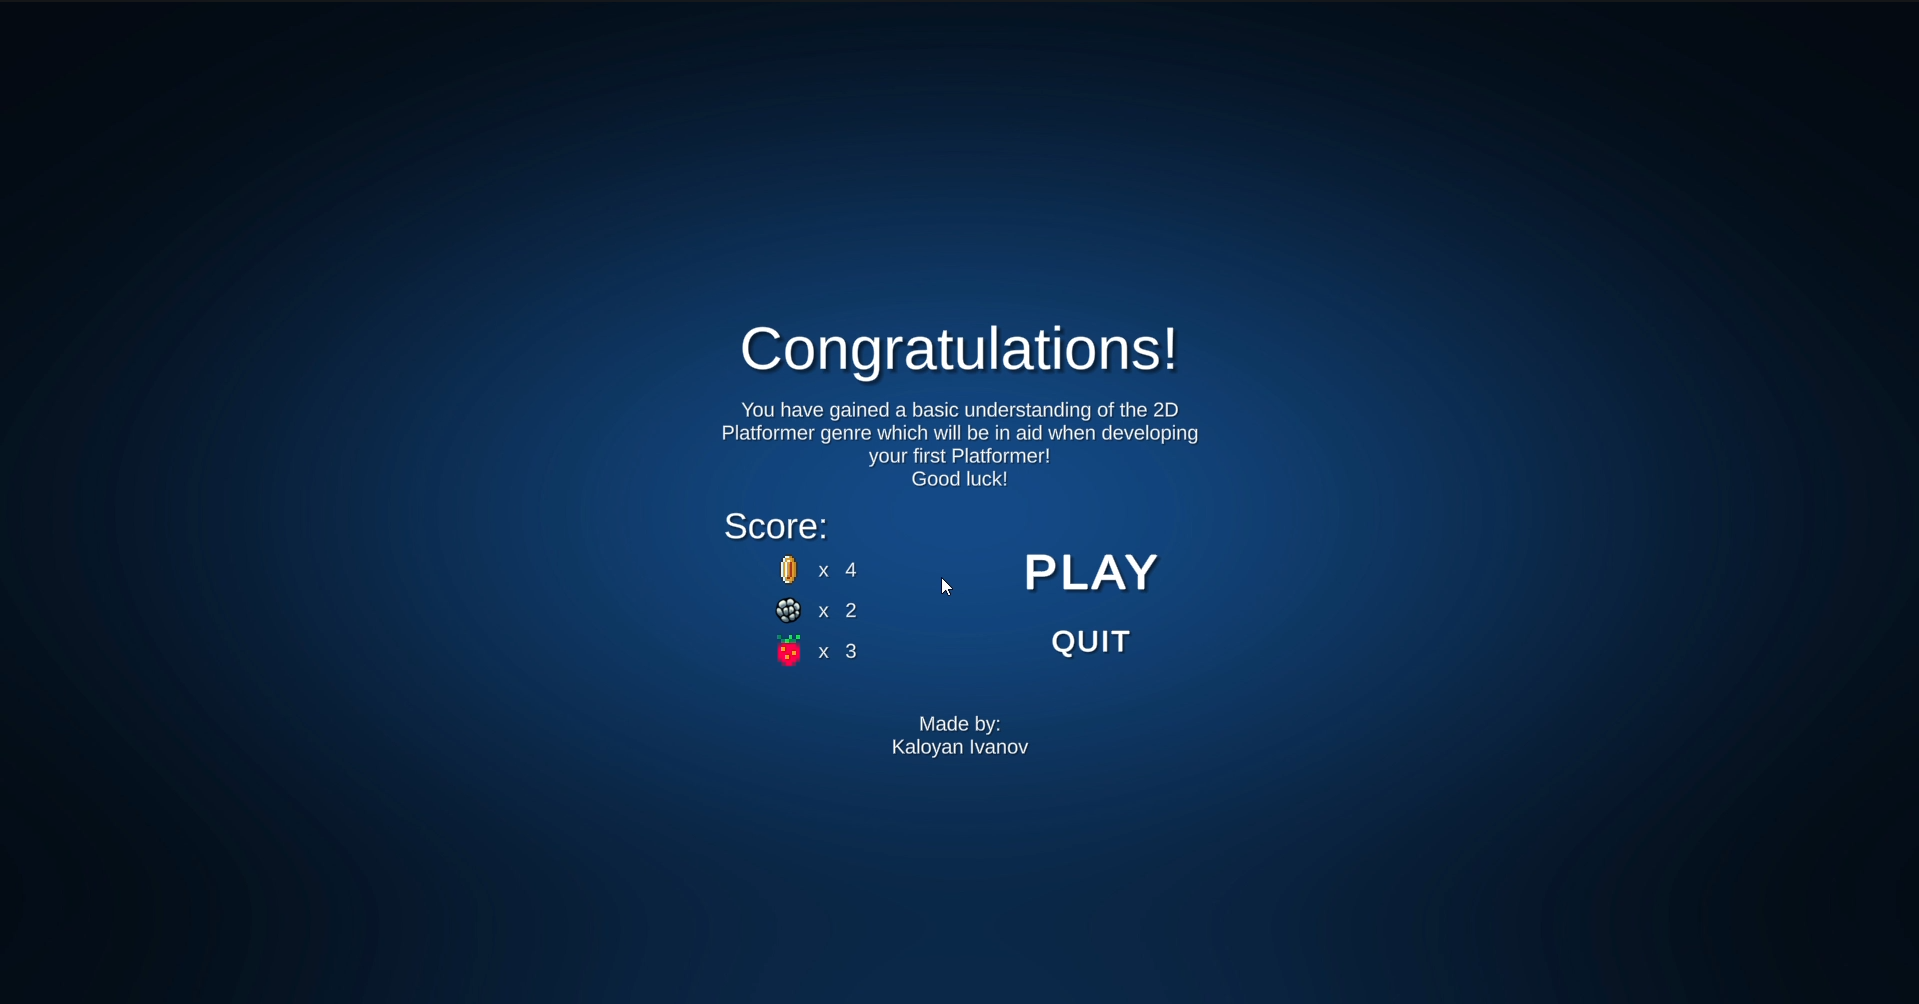 Congratulations!
You have gained a basic understanding of the 2D
Platformer genre which will be in aid when developing
your first Platformer!
Good luck!
Score:
x 4
x 2
x 3
PLAY
QUIT
Made by:
Kaloyan Ivanov